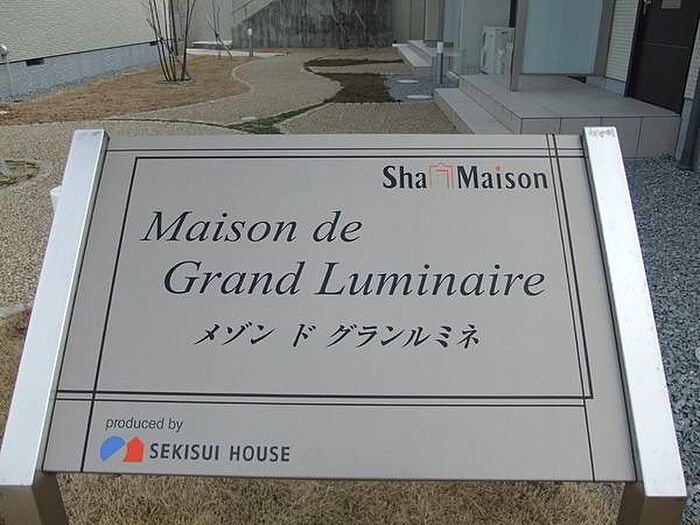 Sha Maison
Maison de
Grand Luminaire
メゾン ド グランルミネ
produced by
SEKISUI HOUSE